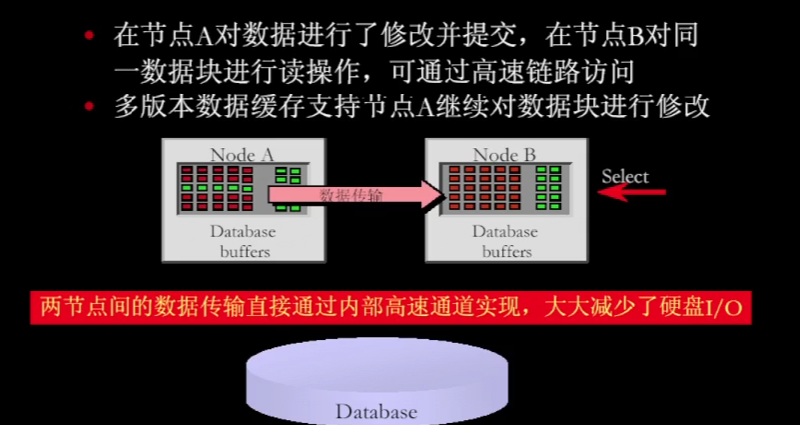 在节点A对数据进行了修改并提交，在节点B对同
一数据块进行读操作，可通过高速链路访问
多版本数据缓存支持节点A继续对数据块进行修改
Node A
Node B
Select
数据传输
Database
buffers
Database
buffers
两节点间的数据传输直接通过内部高速通道实现，大大减少了硬盘I/O
Database